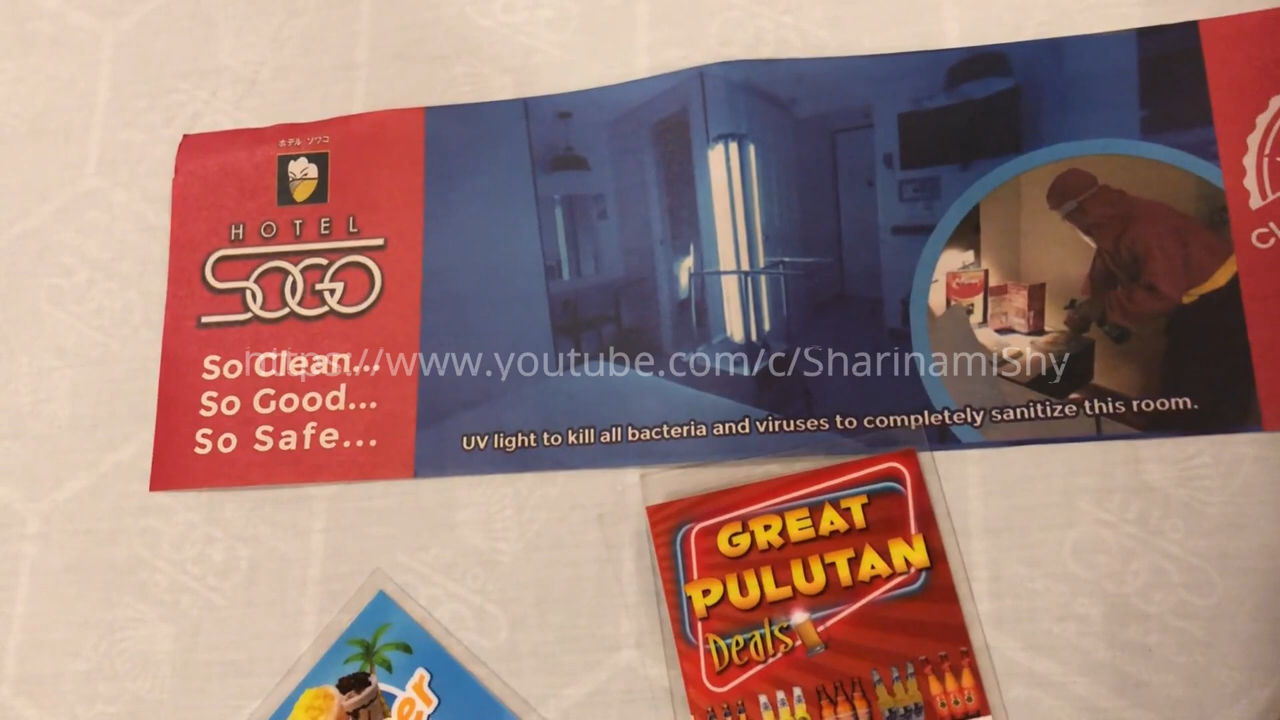 ホテル ソワコ
HOTEL
SOGO
So Clean...
So Good...
So Safe...
https://www.youtube.com/c/SharinamiShy
UV light to kill all bacteria and viruses to completely sanitize this room.
GREAT
PULUTAN
Deals